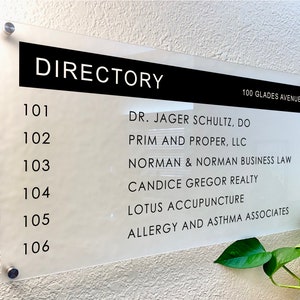 DIRECTORY 100 GLADES AVENUE
101 DR. JAGER SCHULTZ, DO
102 PRIM AND PROPER, LLC
103 NORMAN & NORMAN BUSINESS LAW
104 CANDICE GREGOR REALTY
105 LOTUS ACCUPUNCTURE
106 ALLERGY AND ASTHMA ASSOCIATES